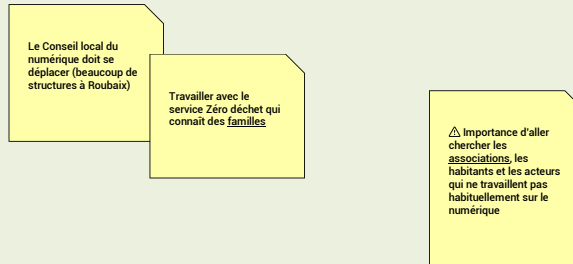 Le Conseil local du
numérique doit se
déplacer (beaucoup de
structures à Roubaix)
Travailler avec le
service Zéro déchet qui
connaît des familles
⚠ Importance d'aller
chercher les
associations, les
habitants et les acteurs
qui ne travaillent pas
habituellement sur le
numérique